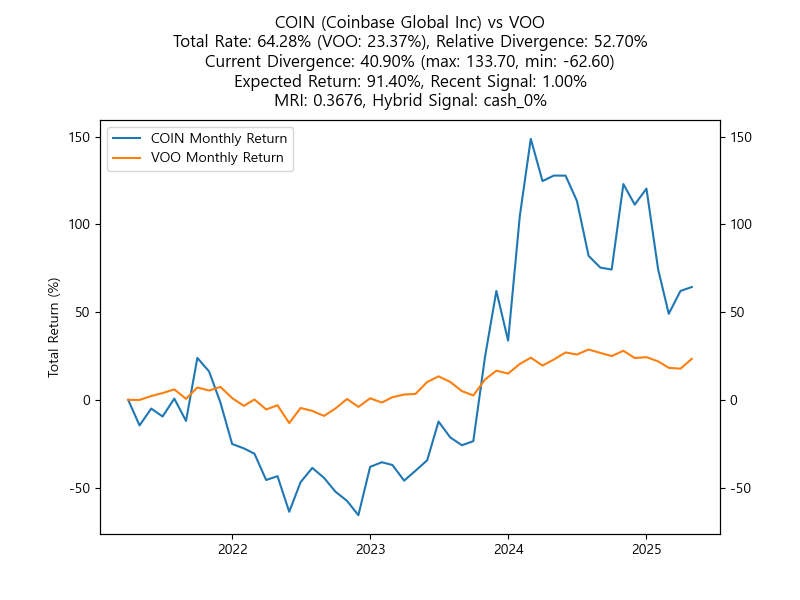 COIN (Coinbase Global Inc) vs VOO
Total Rate: 64.28% (VOO: 23.37%), Relative Divergence: 52.70%
Current Divergence: 40.90% (max: 133.70, min: -62.60)
Expected Return: 91.40%, Recent Signal: 1.00%
MRI: 0.3676, Hybrid Signal: cash_0%
COIN Monthly Return
VOO Monthly Return
Total Return (%)
150
100
50
0
-50
150
100
50
0
-50
2022
2023
2024
2025